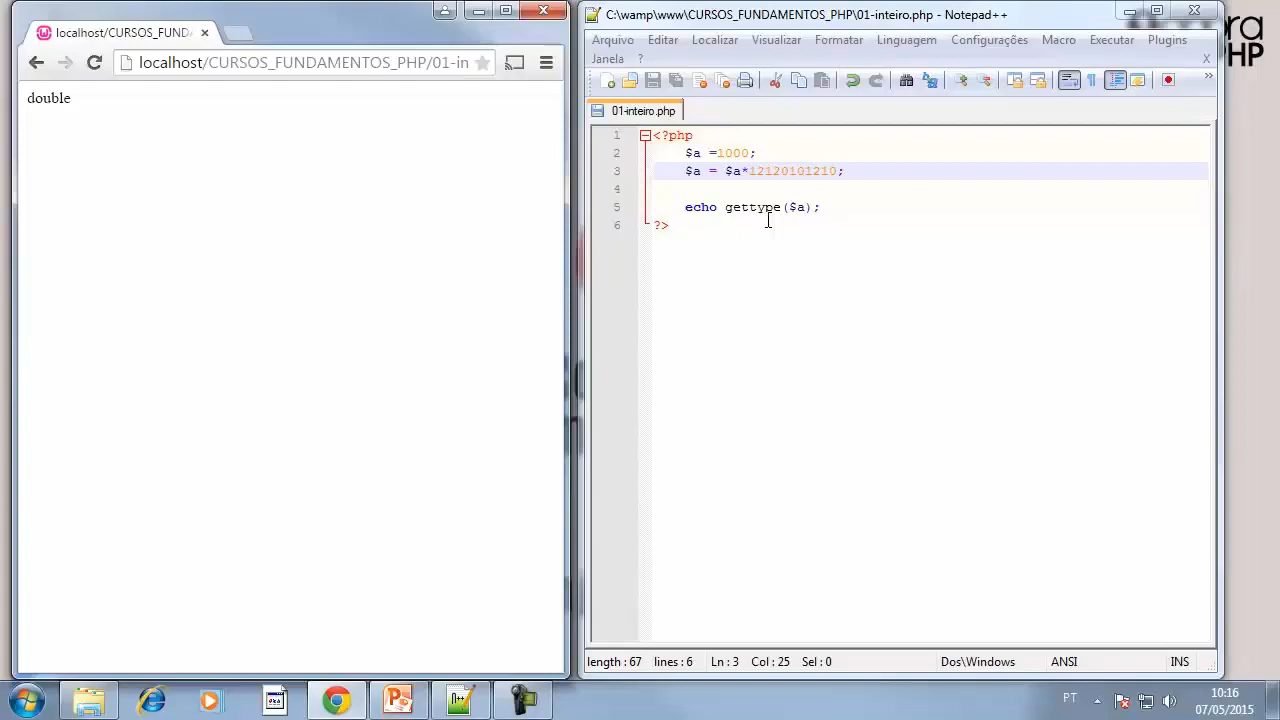 localhost/CURSOS_FUND
localhost/CURSOS_FUNDAMENTOS_PHP/01-in
double
C:\wamp\www\CURSOS_FUNDAMENTOS_PHP\01-inteiro.php - Notepad++
Arquivo Editar Localizar Visualizar Formatar Linguagem Configurações Macro Executar Plugins
Janela ? X
01-inteiro.php
1 <?php
2 $a =1000;
3 $a = $a*12120101210;
4
5 echo gettype($a);
6 ?>
length : 67 lines : 6 Ln : 3 Col : 25 Sel : 0 Dos\Windows ANSI INS
PT
10:16
07/05/2015